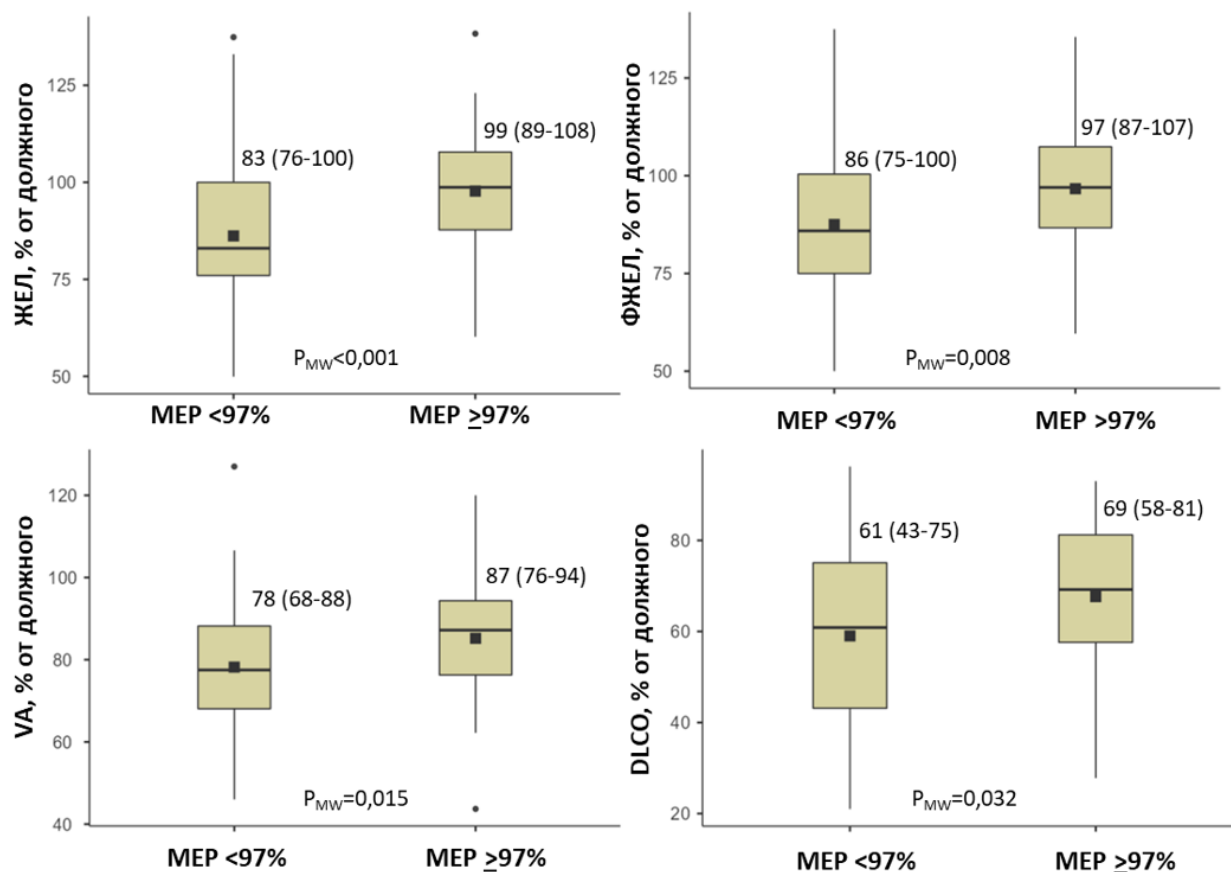 ЖЕЛ, % от должного
125
100
75
50
83 (76-100)
99 (89-108)
P_MW<0,001
МЕР <97%
МЕР ≥97%
ФЖЕЛ, % от должного
125
100
75
50
86 (75-100)
97 (87-107)
P_MW=0,008
МЕР <97%
МЕР >97%
VA, % от должного
120
100
80
60
40
78 (68-88)
87 (76-94)
P_MW=0,015
МЕР <97%
МЕР ≥97%
DLCO, % от должного
80
60
40
20
61 (43-75)
69 (58-81)
P_MW=0,032
МЕР <97%
МЕР ≥97%